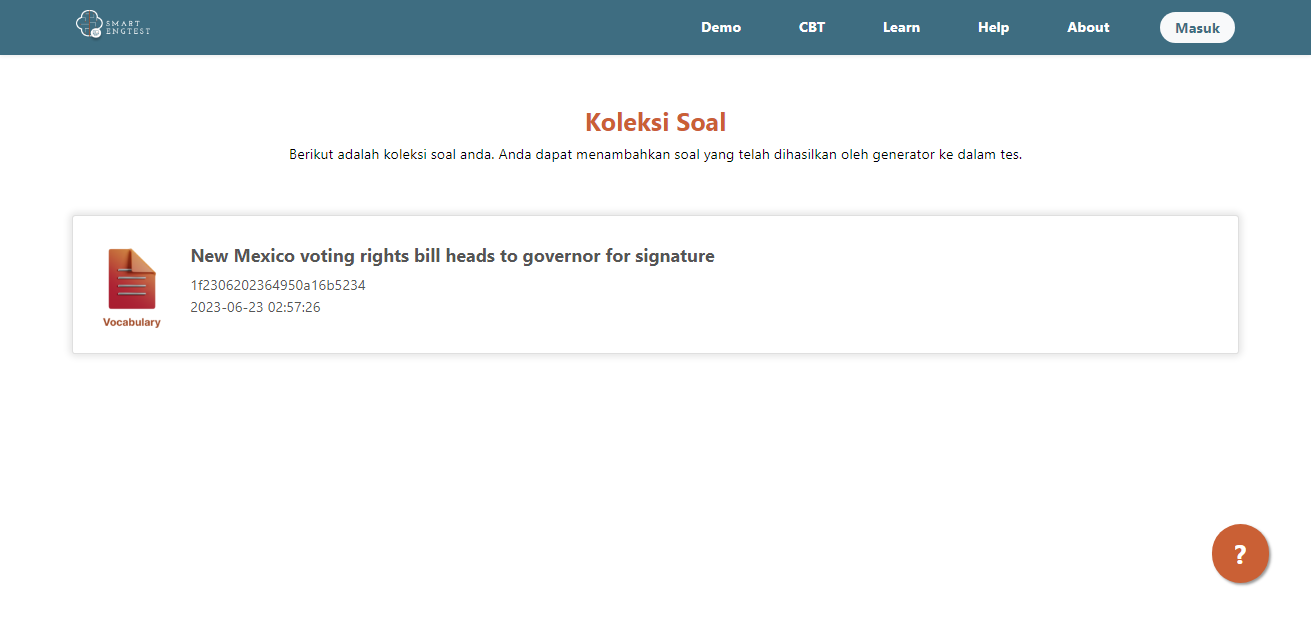 SMART
ENGTEST
Demo
CBT
Learn
Help
About
Masuk
Koleksi Soal
Berikut adalah koleksi soal anda. Anda dapat menambahkan soal yang telah dihasilkan oleh generator ke dalam tes.
New Mexico voting rights bill heads to governor for signature
1f2306202364950a16b5234
2023-06-23 02:57:26
Vocabulary
?